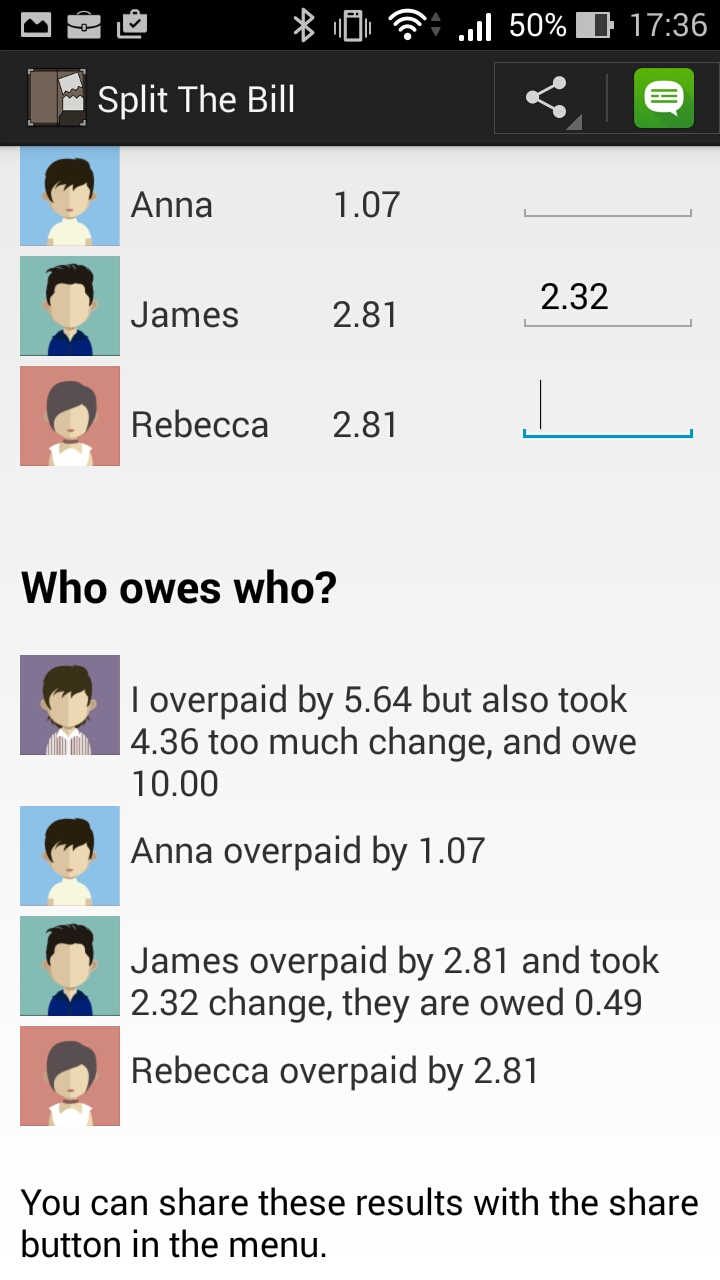 50% 17:36
Split The Bill
Anna 1.07
James 2.81 2.32
Rebecca 2.81
Who owes who?
I overpaid by 5.64 but also took
4.36 too much change, and owe
10.00
Anna overpaid by 1.07
James overpaid by 2.81 and took
2.32 change, they are owed 0.49
Rebecca overpaid by 2.81
You can share these results with the share
button in the menu.